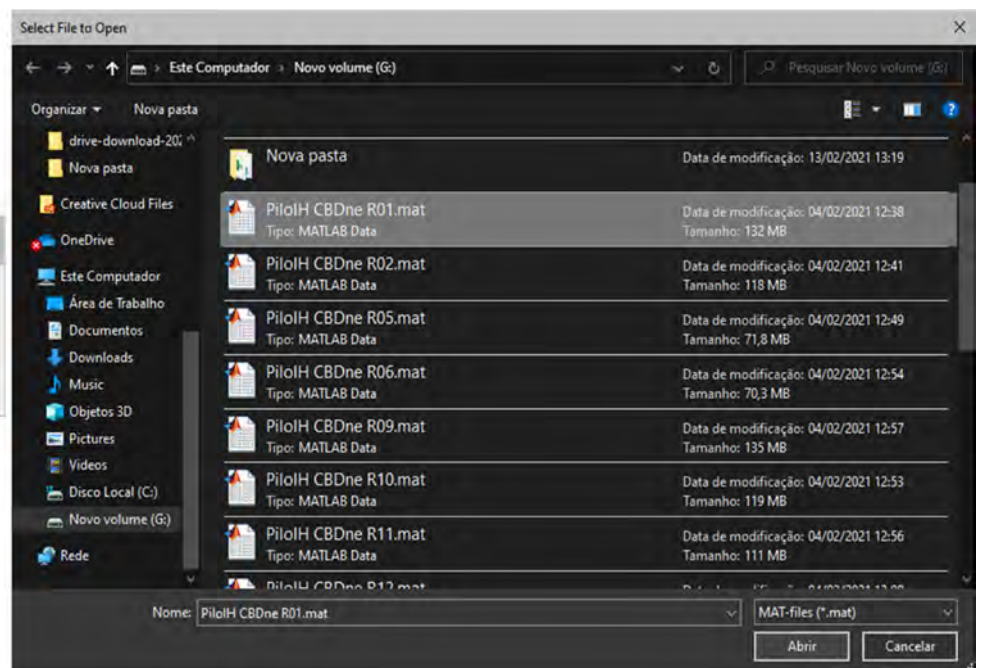 Select File to Open
Este Computador > Novo volume (G:)
Pesquisar Novo volume (G:)
Organizar
Nova pasta
drive-download-202
Nova pasta
Creative Cloud Files
OneDrive
Este Computador
Área de Trabalho
Documentos
Downloads
Music
Objetos 3D
Pictures
Videos
Disco Local (C:)
Novo volume (G:)
Rede
Nova pasta
Data de modificação: 13/02/2021 13:19
PiloIH CBDne R01.mat
Data de modificação: 04/02/2021 12:38
Tipo: MATLAB Data
Tamanho: 132 MB
PiloIH CBDne R02.mat
Data de modificação: 04/02/2021 12:41
Tipo: MATLAB Data
Tamanho: 118 MB
PiloIH CBDne R05.mat
Data de modificação: 04/02/2021 12:49
Tipo: MATLAB Data
Tamanho: 71,8 MB
PiloIH CBDne R06.mat
Data de modificação: 04/02/2021 12:54
Tipo: MATLAB Data
Tamanho: 70,3 MB
PiloIH CBDne R09.mat
Data de modificação: 04/02/2021 12:57
Tipo: MATLAB Data
Tamanho: 135 MB
PiloIH CBDne R10.mat
Data de modificação: 04/02/2021 12:53
Tipo: MATLAB Data
Tamanho: 119 MB
PiloIH CBDne R11.mat
Data de modificação: 04/02/2021 12:56
Tipo: MATLAB Data
Tamanho: 111 MB
PiloIH CBDne R12.mat
Nome: PiloIH CBDne R01.mat
MAT-files (*.mat)
Abrir
Cancelar